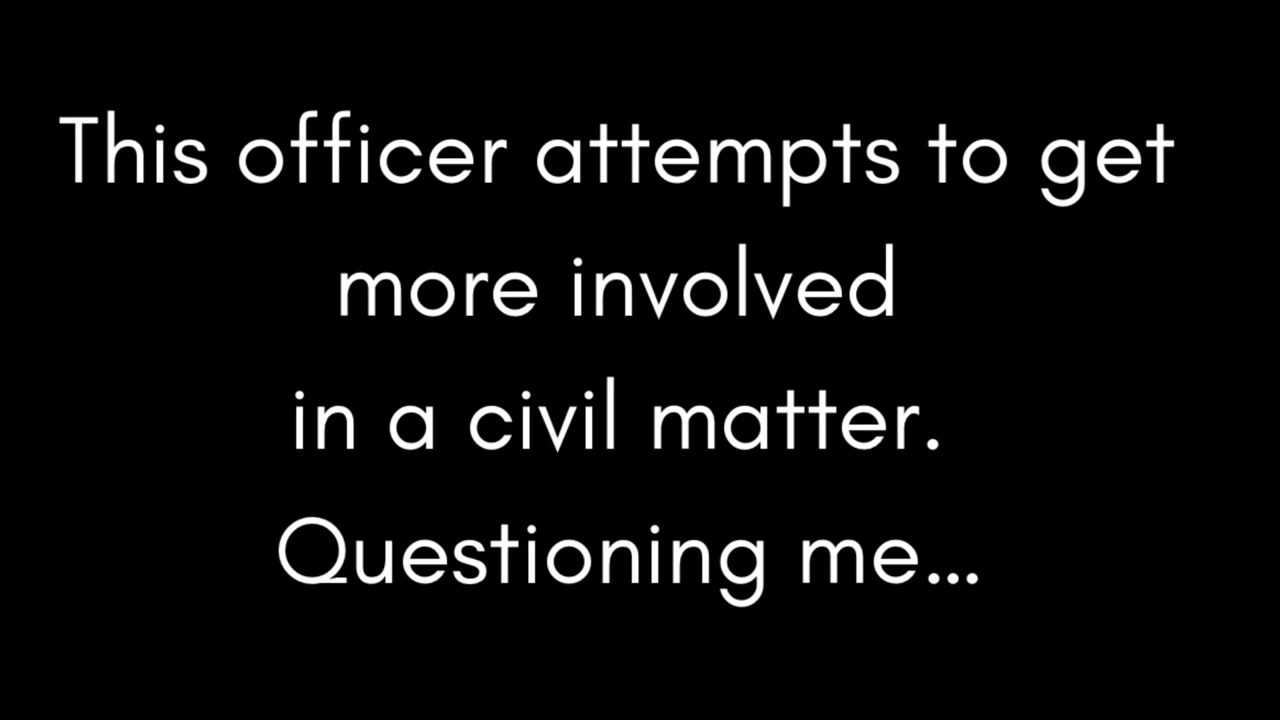 This officer attempts to get
more involved
in a civil matter.
Questioning me...